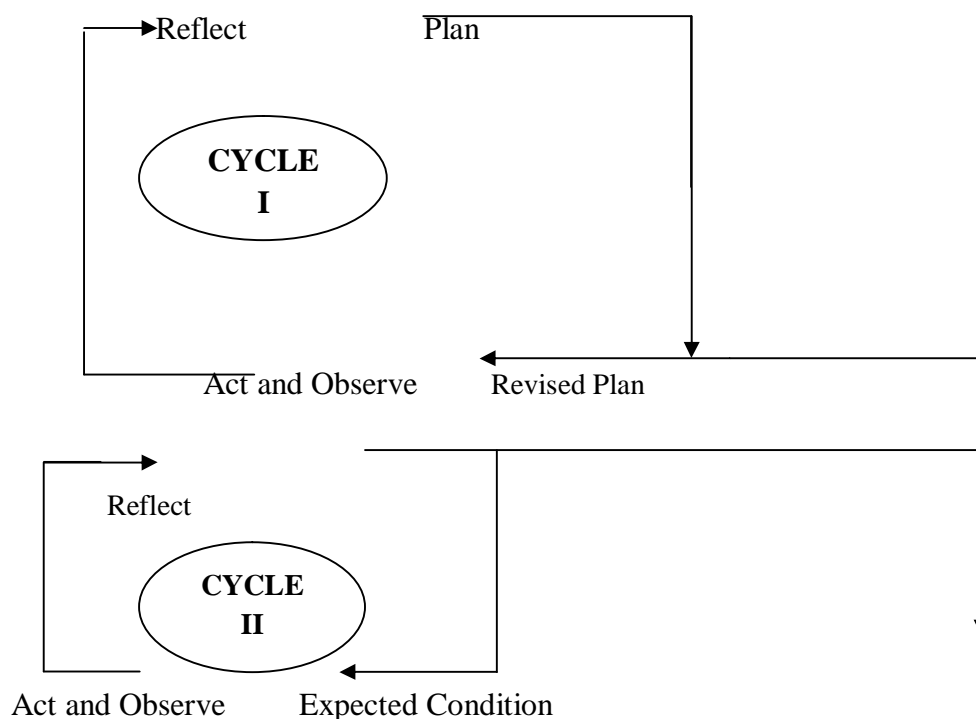 Reflect Plan
CYCLE
I
Act and Observe Revised Plan
Reflect
CYCLE
II
Act and Observe Expected Condition